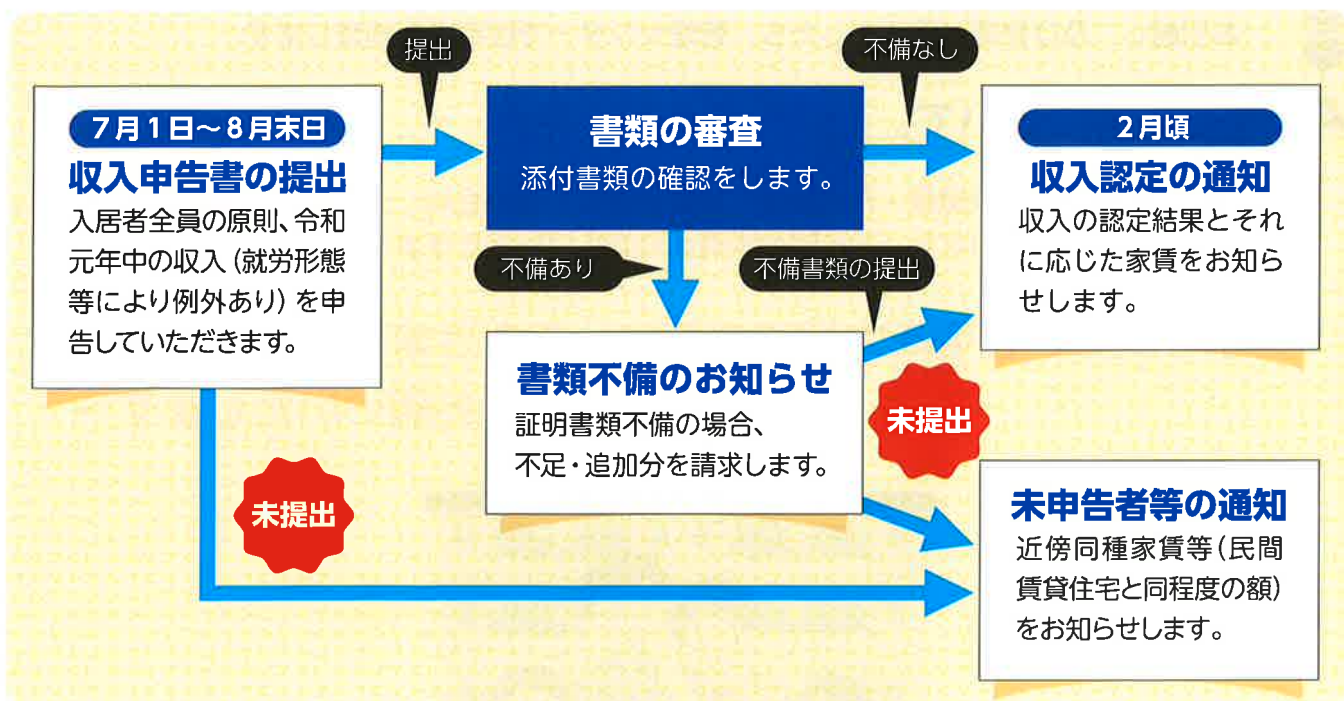 提出
不備なし
7月1日～8月末日
収入申告書の提出
入居者全員の原則、令和
元年中の収入（就労形態
等により例外あり）を申
告していただきます。
書類の審査
添付書類の確認をします。
2月頃
収入認定の通知
収入の認定結果とそれ
に応じた家賃をお知ら
せします。
不備あり
不備書類の提出
書類不備のお知らせ
証明書類不備の場合、
不足・追加分を請求します。
未提出
未提出
未申告者等の通知
近傍同種家賃等（民間
賃貸住宅と同程度の額）
をお知らせします。